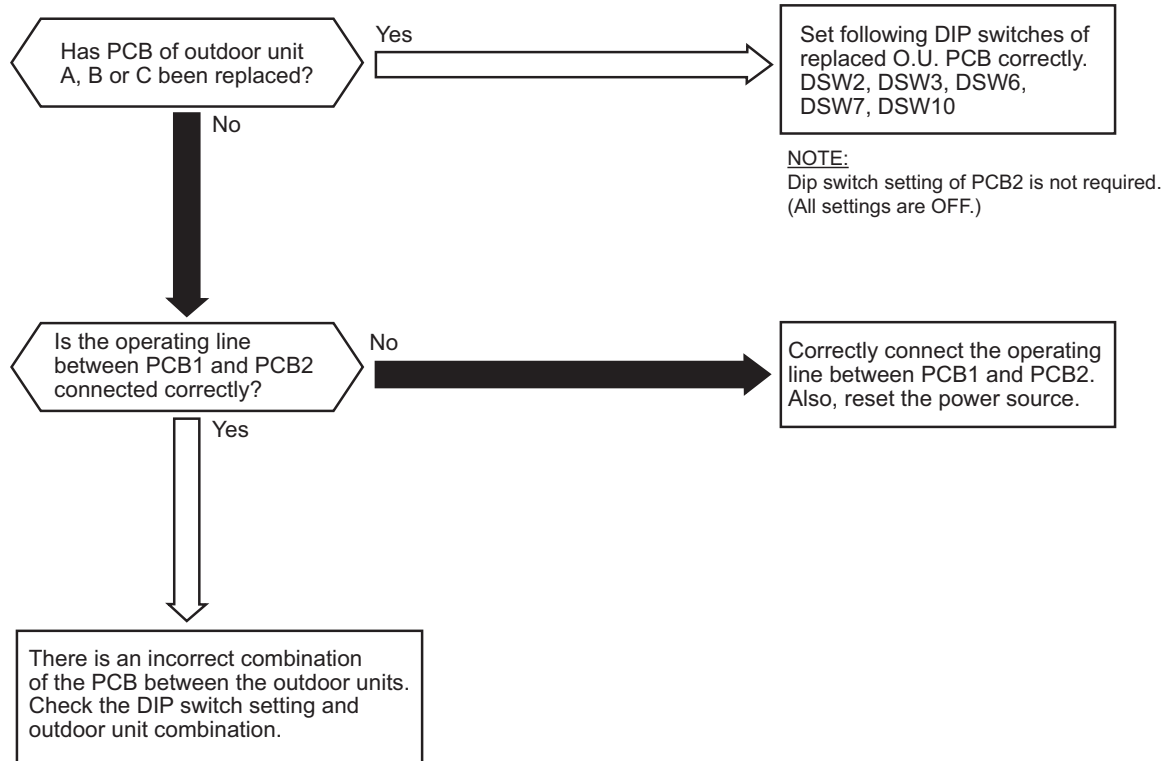 Has PCB of outdoor unit
A, B or C been replaced?
Yes
Set following DIP switches of
replaced O.U. PCB correctly.
DSW2, DSW3, DSW6,
DSW7, DSW10
No
NOTE:
Dip switch setting of PCB2 is not required.
(All settings are OFF.)
Is the operating line
between PCB1 and PCB2
connected correctly?
No
Correctly connect the operating
line between PCB1 and PCB2.
Also, reset the power source.
Yes
There is an incorrect combination
of the PCB between the outdoor units.
Check the DIP switch setting and
outdoor unit combination.